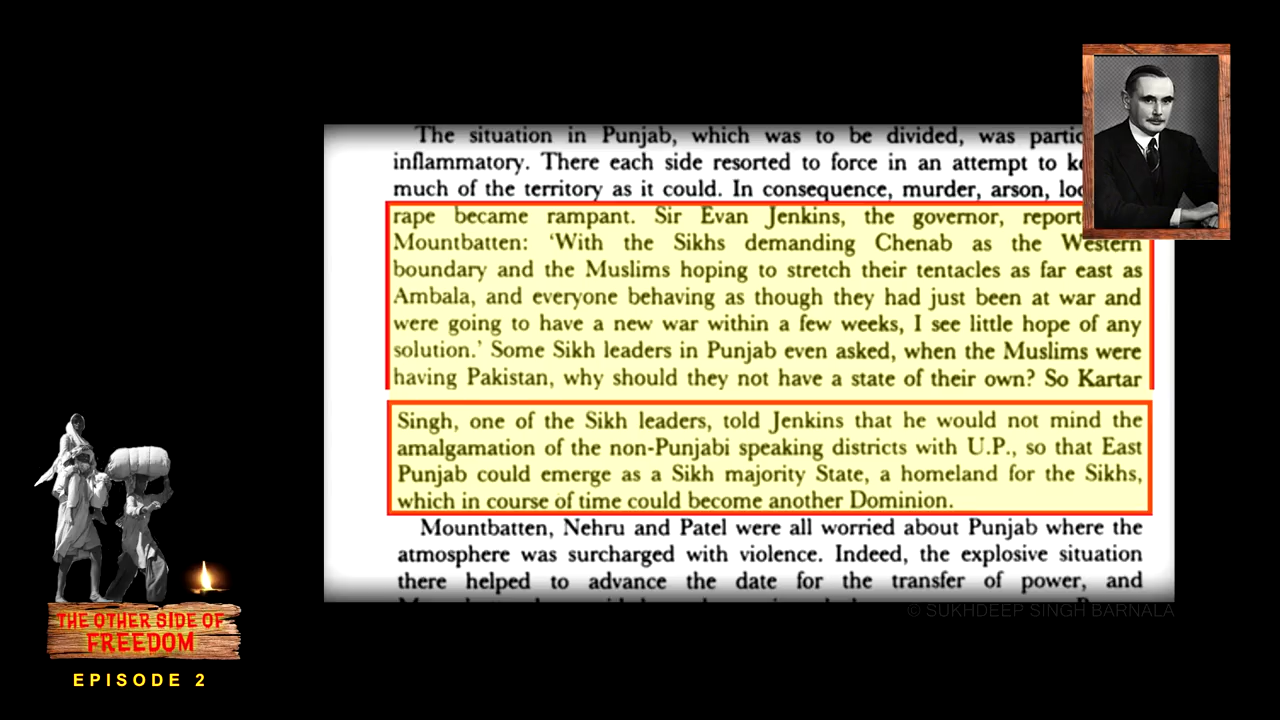 The situation in Punjab, which was to be divided, was
inflammatory. There each side resorted to force in an attempt to
much of the territory as it could. In consequence, murder, arson,
rape became rampant. Sir Evan Jenkins, the governor,
Mountbatten: ‘With the Sikhs demanding Chenab as the Western
boundary and the Muslims hoping to stretch their tentacles as far east as
Ambala, and everyone behaving as though they had just been at war and
were going to have a new war within a few weeks, I see little hope of any
solution.’ Some Sikh leaders in Punjab even asked, when the Muslims were
having Pakistan, why should they not have a state of their own? So Kartar
Singh, one of the Sikh leaders, told Jenkins that he would not mind the
amalgamation of the non-Punjabi speaking districts with U.P., so that East
Punjab could emerge as a Sikh majority State, a homeland for the Sikhs,
which in course of time could become another Dominion.
Mountbatten, Nehru and Patel were all worried about Punjab where the
atmosphere was surcharged with violence. Indeed, the explosive situation
there helped to advance the date for the transfer of power, and
© SUKHDEEP SINGH BARNALA
THE OTHER SIDE OF
FREEDOM
EPISODE 2